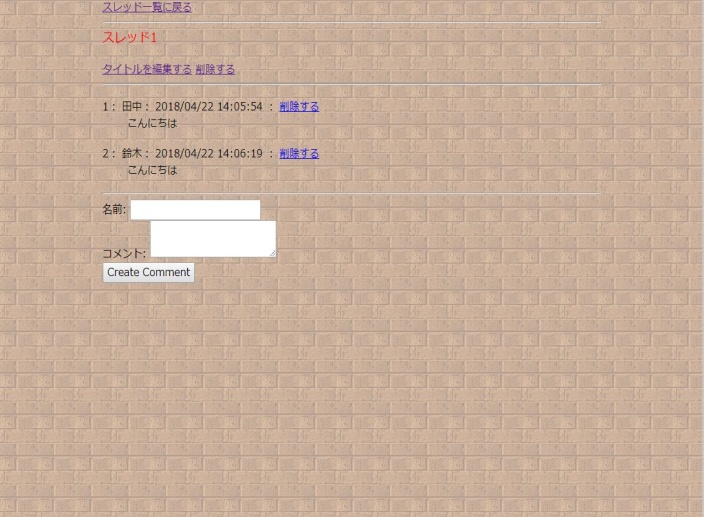 スレッド一覧に戻る
スレッド1
タイトルを編集する 削除する
1： 田中： 2018/04/22 14:05:54 ： 削除する
こんにちは
2： 鈴木： 2018/04/22 14:06:19 ： 削除する
こんにちは
名前:
コメント:
Create Comment